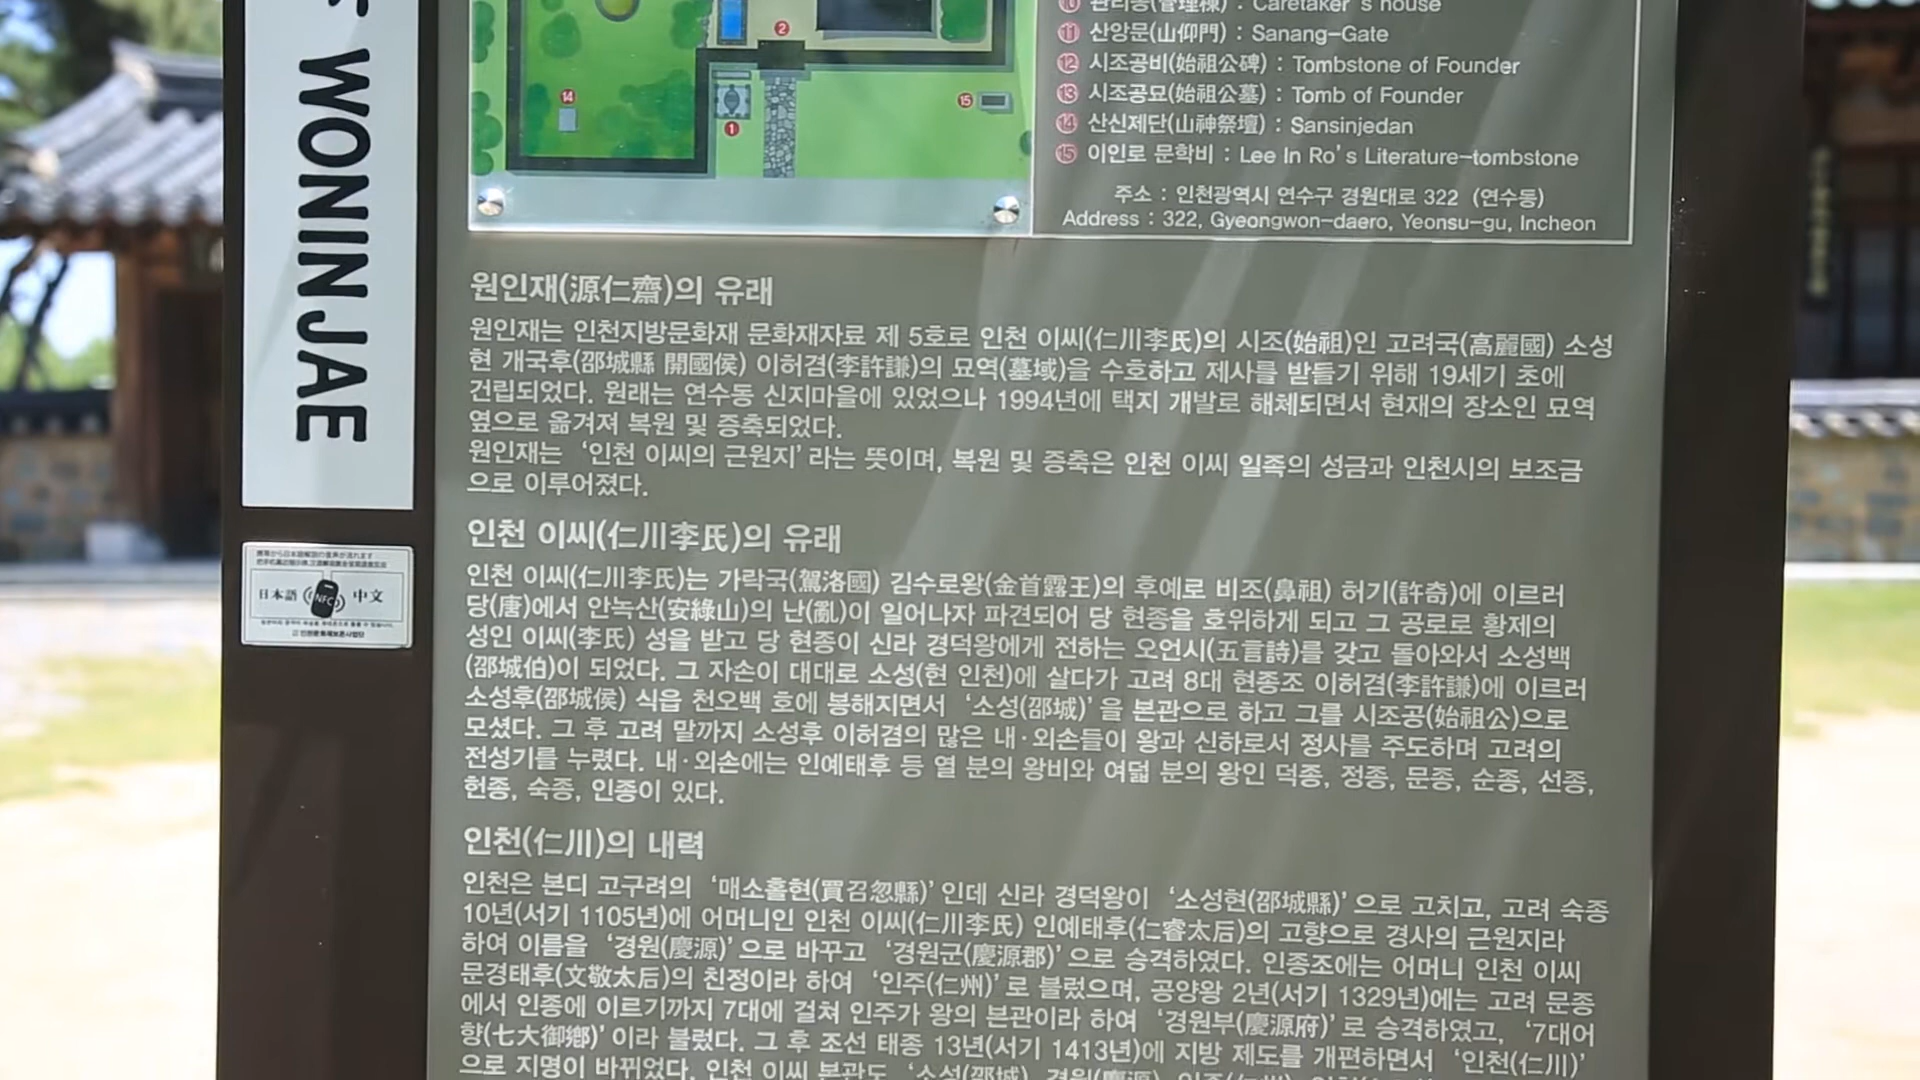 WONINJAE
관리동(管理棟) : Caretaker's house
⑪ 산앙문(山仰門) : Sanang-Gate
⑫ 시조공비(始祖公碑) : Tombstone of Founder
⑬ 시조공묘(始祖公墓) : Tomb of Founder
⑭ 산신제단(山神祭壇) : Sansinjedan
⑮ 이인로 문학비 : Lee In Ro's Literature-tombstone
주소 : 인천광역시 연수구 경원대로 322 (연수동)
Address : 322, Gyeongwon-daero, Yeonsu-gu, Incheon
2
14
1
15
원인재(源仁齋)의 유래
원인재는 인천지방문화재 문화재자료 제 5호로 인천 이씨(仁川李氏)의 시조(始祖)인 고려국(高麗國) 소성
현 개국후(邵城縣 開國侯) 이허겸(李許謙)의 묘역(墓域)을 수호하고 제사를 받들기 위해 19세기 초에
건립되었다. 원래는 연수동 신지마을에 있었으나 1994년에 택지 개발로 해체되면서 현재의 장소인 묘역
옆으로 옮겨져 복원 및 증축되었다.
원인재는 ‘인천 이씨의 근원지’라는 뜻이며, 복원 및 증축은 인천 이씨 일족의 성금과 인천시의 보조금
으로 이루어졌다.
인천 이씨(仁川李氏)의 유래
인천 이씨(仁川李氏)는 가락국(駕洛國) 김수로왕(金首露王)의 후예로 비조(鼻祖) 허기(許奇)에 이르러
당(唐)에서 안녹산(安綠山)의 난(亂)이 일어나자 파견되어 당 현종을 호위하게 되고 그 공로로 황제의
성인 이씨(李氏) 성을 받고 당 현종이 신라 경덕왕에게 전하는 오언시(五言詩)를 갖고 돌아와서 소성백
(邵城伯)이 되었다. 그 자손이 대대로 소성(현 인천)에 살다가 고려 8대 현종조 이허겸(李許謙)에 이르러
소성후(邵城侯) 식읍 천오백 호에 봉해지면서 ‘소성(邵城)’을 본관으로 하고 그를 시조공(始祖公)으로
모셨다. 그 후 고려 말까지 소성후 이허겸의 많은 내·외손들이 왕과 신하로서 정사를 주도하며 고려의
전성기를 누렸다. 내·외손에는 인예태후 등 열 분의 왕비와 여덟 분의 왕인 덕종, 정종, 문종, 순종, 선종,
헌종, 숙종, 인종이 있다.
인천(仁川)의 내력
인천은 본디 고구려의 ‘매소홀현(買召忽縣)’인데 신라 경덕왕이 ‘소성현(邵城縣)’으로 고치고, 고려 숙종
10년(서기 1105년)에 어머니인 인천 이씨(仁川李氏) 인예태후(仁睿太后)의 고향으로 경사의 근원지라
하여 이름을 ‘경원(慶源)’으로 바꾸고 ‘경원군(慶源郡)’으로 승격하였다. 인종조에는 어머니 인천 이씨
문경태후(文敬太后)의 친정이라 하여 ‘인주(仁州)’로 불렀으며, 공양왕 2년(서기 1329년)에는 고려 문종
에서 인종에 이르기까지 7대에 걸쳐 인주가 왕의 본관이라 하여 ‘경원부(慶源府)’로 승격하였고, ‘7대어
향(七大御鄕)’이라 불렀다. 그 후 조선 태종 13년(서기 1413년)에 지방 제도를 개편하면서 ‘인천(仁川)’
으로 지명이 바뀌었다. 인천 이씨 본관도 ‘소성(邵城),
日本語 NFC 中文